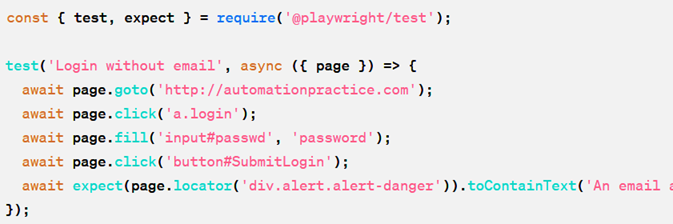 const { test, expect } = require('@playwright/test');
test('Login without email', async ({ page }) => {
await page.goto('http://automationpractice.com');
await page.click('a.login');
await page.fill('input#passwd', 'password');
await page.click('button#SubmitLogin');
await expect(page.locator('div.alert.alert-danger')).toContainText('An email
});